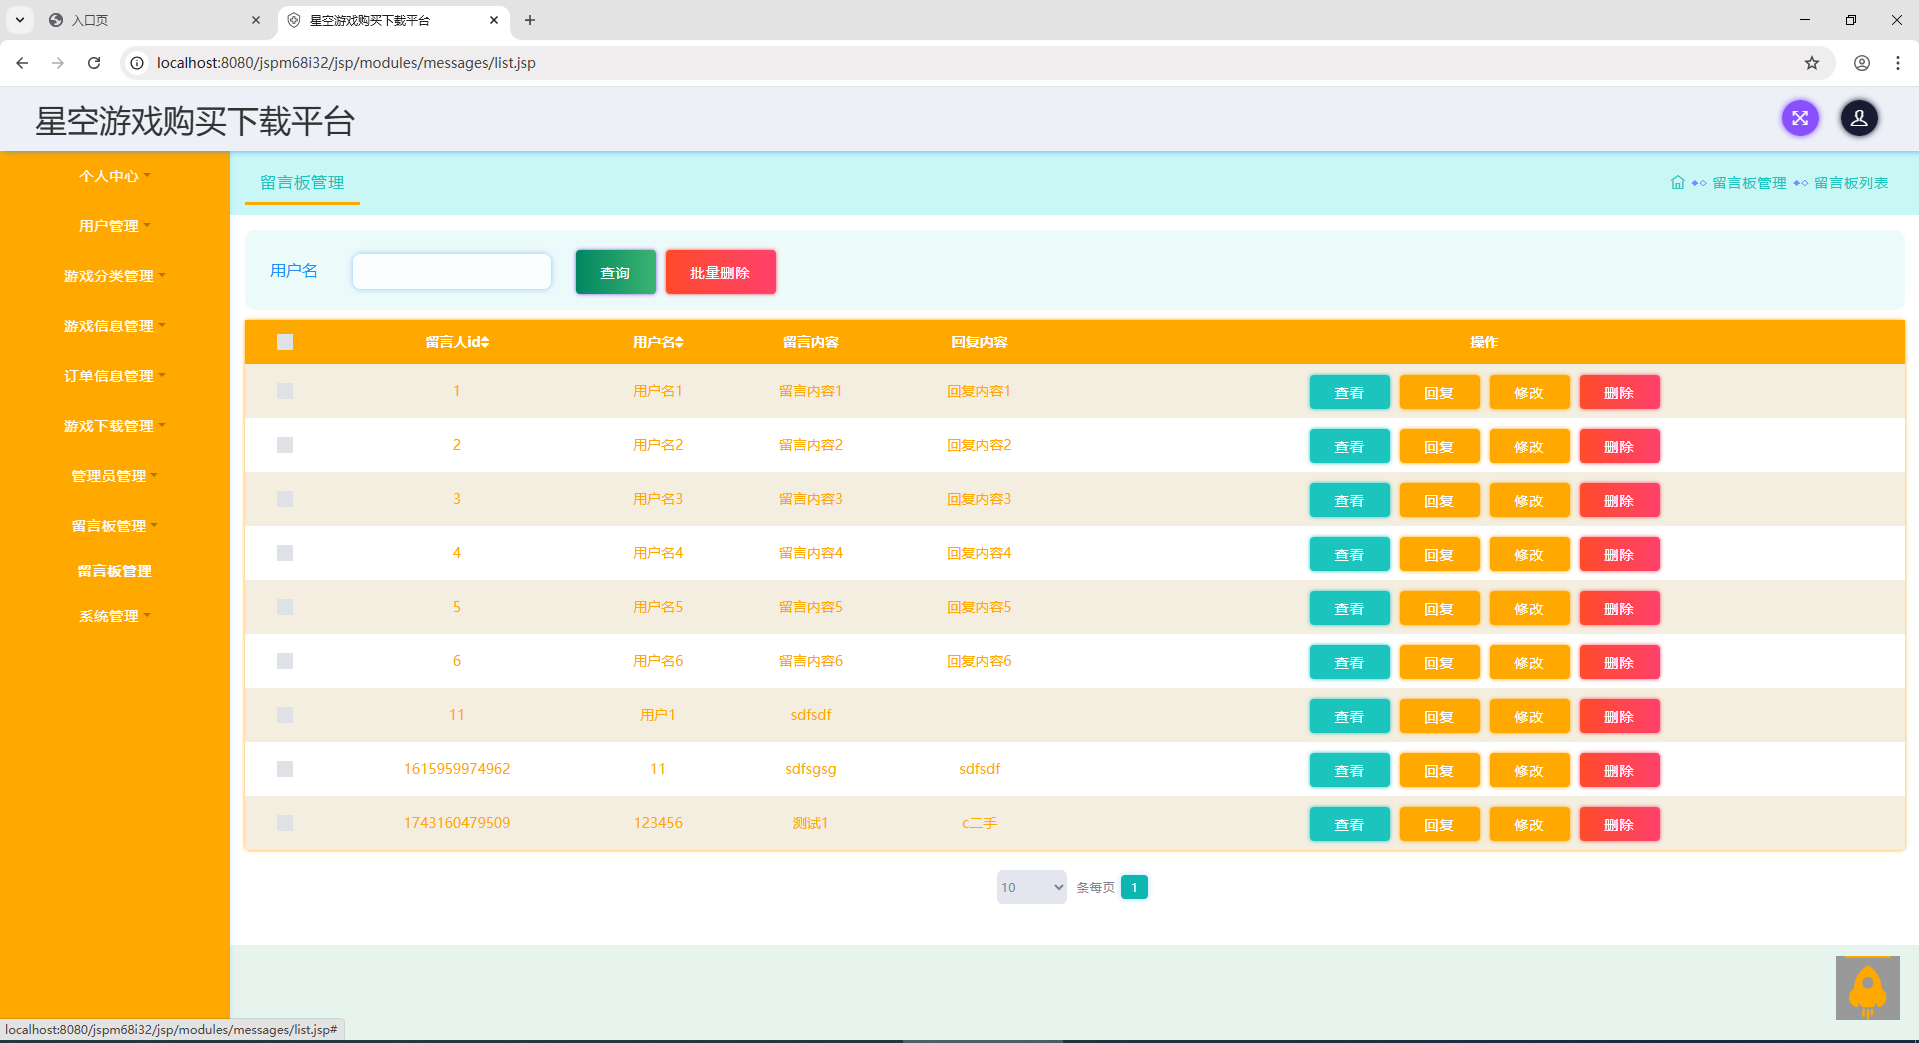 入口页
星空游戏购买下载平台
localhost:8080/jspm68i32/jsp/modules/messages/list.jsp
星空游戏购买下载平台
个人中心
用户管理
游戏分类管理
游戏信息管理
订单信息管理
游戏下载管理
管理员管理
留言板管理
留言板管理
系统管理
留言板管理
留言板管理 留言板列表
用户名 查询 批量删除
留言人id 用户名 留言内容 回复内容 操作
1 用户名1 留言内容1 回复内容1 查看 回复 修改 删除
2 用户名2 留言内容2 回复内容2 查看 回复 修改 删除
3 用户名3 留言内容3 回复内容3 查看 回复 修改 删除
4 用户名4 留言内容4 回复内容4 查看 回复 修改 删除
5 用户名5 留言内容5 回复内容5 查看 回复 修改 删除
6 用户名6 留言内容6 回复内容6 查看 回复 修改 删除
11 用户1 sdfsdf 查看 回复 修改 删除
1615959974962 11 sdfsgsg sdfsdf 查看 回复 修改 删除
1743160479509 123456 测试1 c二手 查看 回复 修改 删除
10 条每页 1
localhost:8080/jspm68i32/jsp/modules/messages/list.jsp#